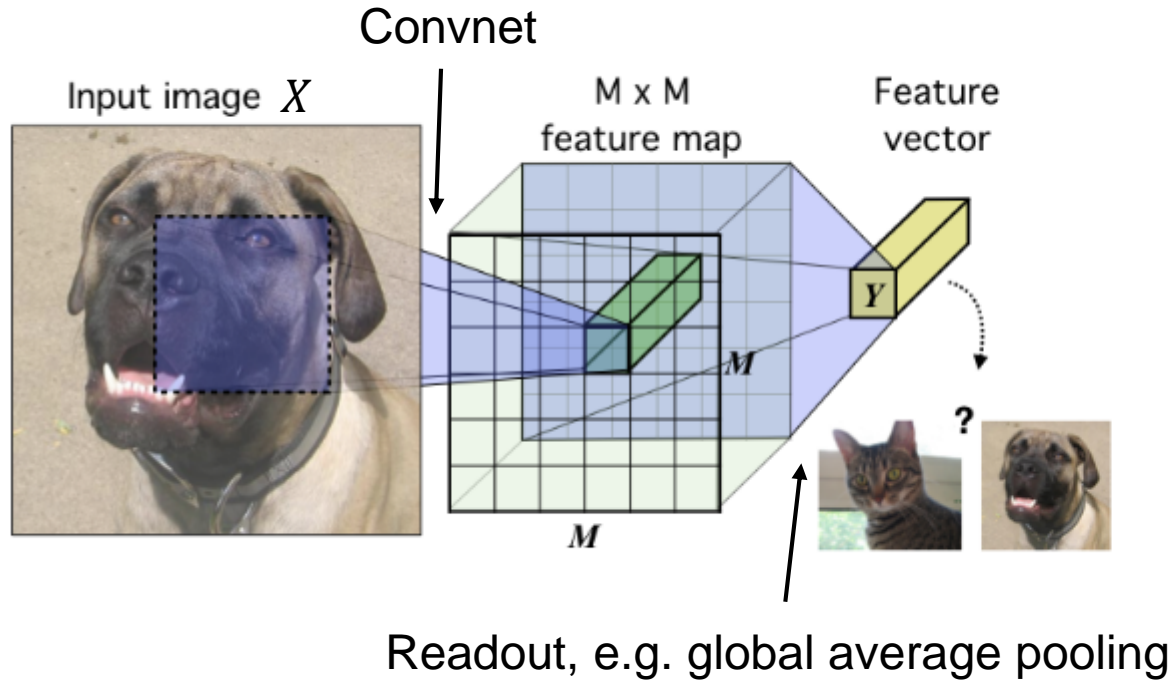 Convnet
Input image X
M x M
feature map
Feature
vector
Y
M
?
M
Readout, e.g. global average pooling